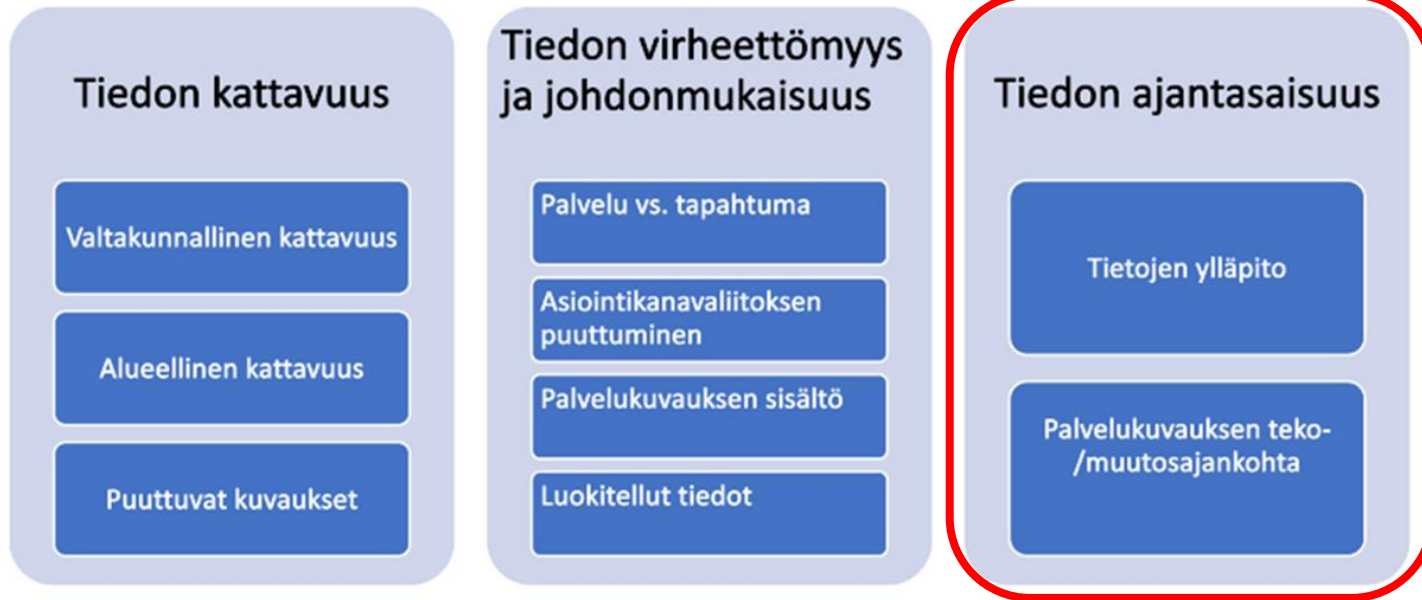 Tiedon kattavuus
Valtakunnallinen kattavuus
Alueellinen kattavuus
Puuttuvat kuvaukset
Tiedon virheettömyys
ja johdonmukaisuus
Palvelu vs. tapahtuma
Asiointikanavaliitoksen
puuttuminen
Palvelukuvauksen sisältö
Luokitellut tiedot
Tiedon ajantasaisuus
Tietojen ylläpito
Palvelukuvauksen teko-
/muutosajankohta